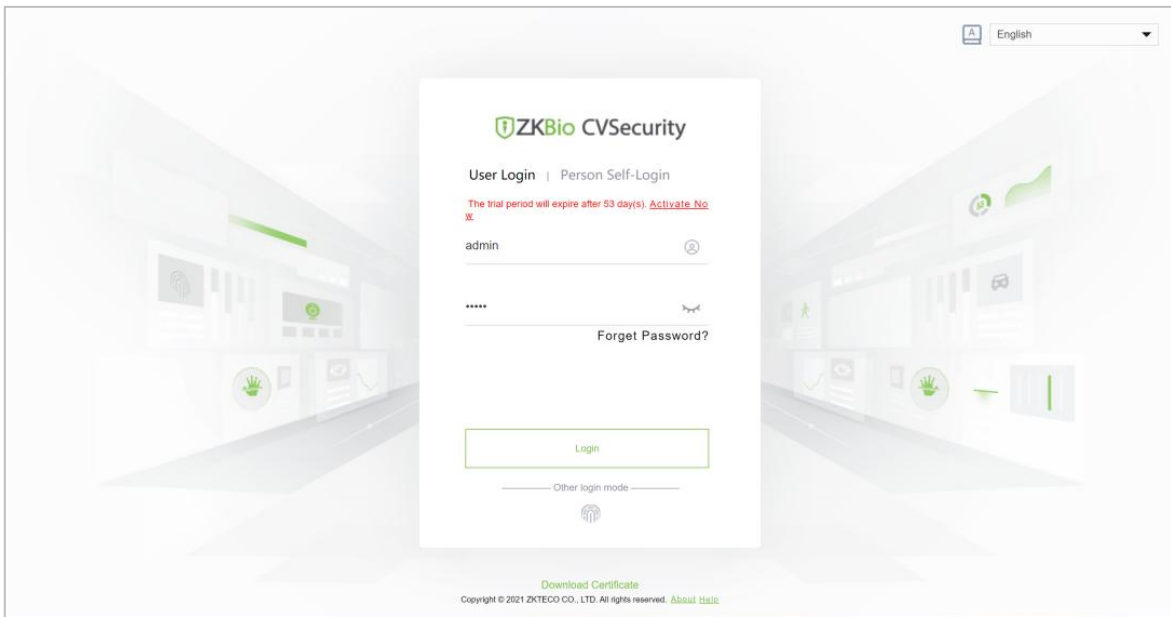 A English
ZKBio CVSecurity
User Login | Person Self-Login
The trial period will expire after 53 day(s). Activate No
w
admin
•••••
Forget Password?
Login
Other login mode
Download Certificate
Copyright © 2021 ZKTECO CO., LTD. All rights reserved. About Help